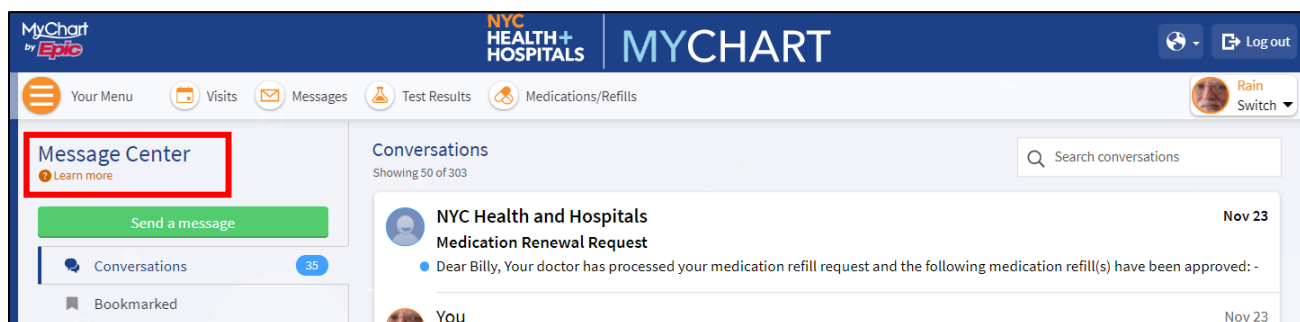 MyChart
by Epic
NYC
HEALTH+
HOSPITALS
MYCHART
Log out
Your Menu
Visits
Messages
Test Results
Medications/Refills
Rain
Switch
Message Center
Learn more
Send a message
Conversations
35
Bookmarked
Conversations
Showing 50 of 303
Search conversations
NYC Health and Hospitals
Nov 23
Medication Renewal Request
Dear Billy, Your doctor has processed your medication refill request and the following medication refill(s) have been approved: -
You
Nov 23